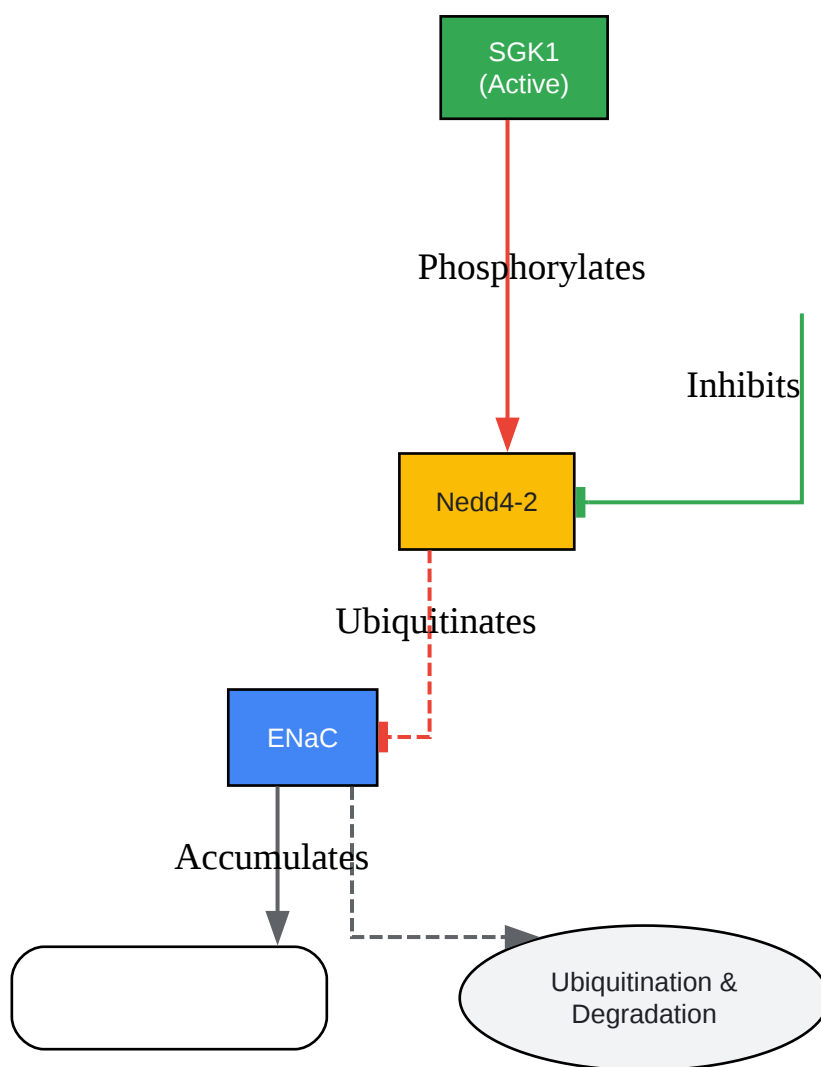 SGK1
(Active)
Phosphorylates
Inhibits
Nedd4-2
Ubiquitinates
ENaC
Accumulates
Ubiquitination &
Degradation